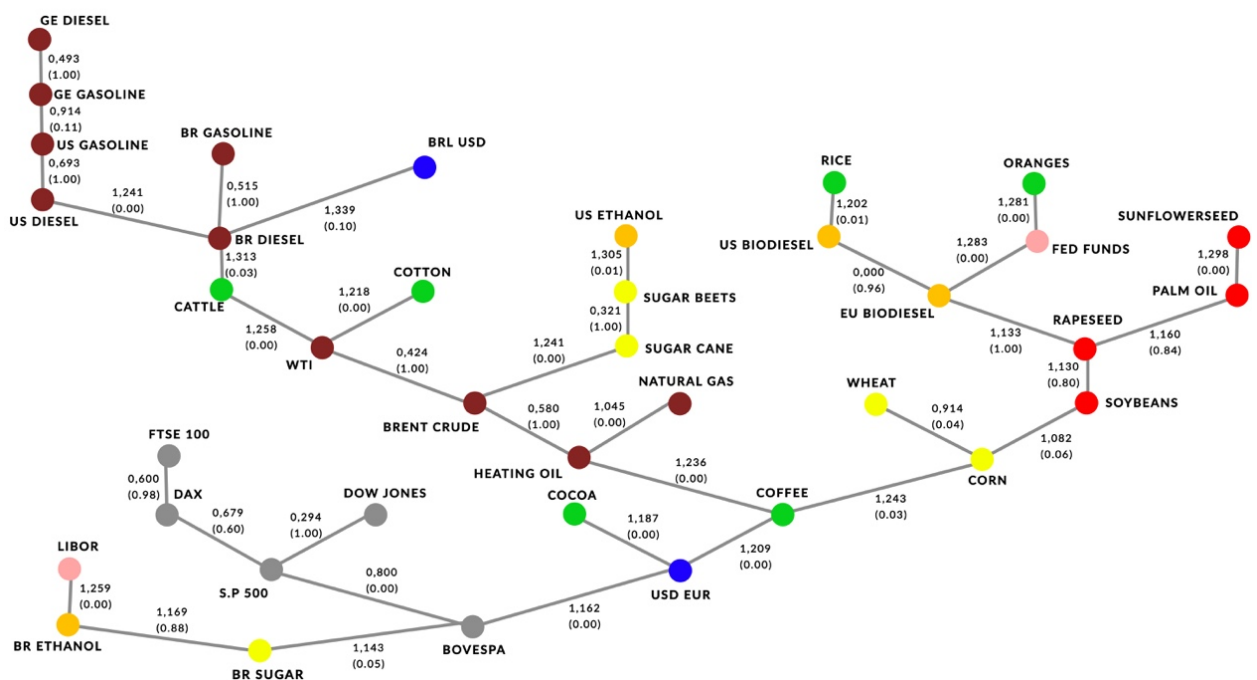 GE DIESEL
0,493
(1.00)
GE GASOLINE
0,914
(0.11)
US GASOLINE
0,693
(1.00)
US DIESEL
1,241
(0.00)
BR GASOLINE
0,515
(1.00)
BRL USD
1,339
(0.10)
BR DIESEL
1,313
(0.03)
CATTLE
1,258
(0.00)
COTTON
1,218
(0.00)
WTI
0,424
(1.00)
US ETHANOL
1,305
(0.01)
SUGAR BEETS
0,321
(1.00)
SUGAR CANE
1,241
(0.00)
BRENT CRUDE
0,580
(1.00)
NATURAL GAS
1,045
(0.00)
HEATING OIL
1,236
(0.00)
RICE
1,202
(0.01)
US BIODIESEL
0,000
(0.96)
ORANGES
1,281
(0.00)
FED FUNDS
1,283
(0.00)
EU BIODIESEL
1,133
(1.00)
SUNFLOWERSEED
1,298
(0.00)
PALM OIL
1,160
(0.84)
RAPESEED
1,130
(0.80)
SOYBEANS
1,082
(0.06)
WHEAT
0,914
(0.04)
CORN
1,243
(0.03)
COFFEE
1,209
(0.00)
COCOA
1,187
(0.00)
USD EUR
1,162
(0.00)
FTSE 100
0,600
(0.98)
DAX
0,679
(0.60)
DOW JONES
0,294
(1.00)
S.P 500
0,800
(0.00)
LIBOR
1,259
(0.00)
BR ETHANOL
1,169
(0.88)
BR SUGAR
1,143
(0.05)
BOVESPA